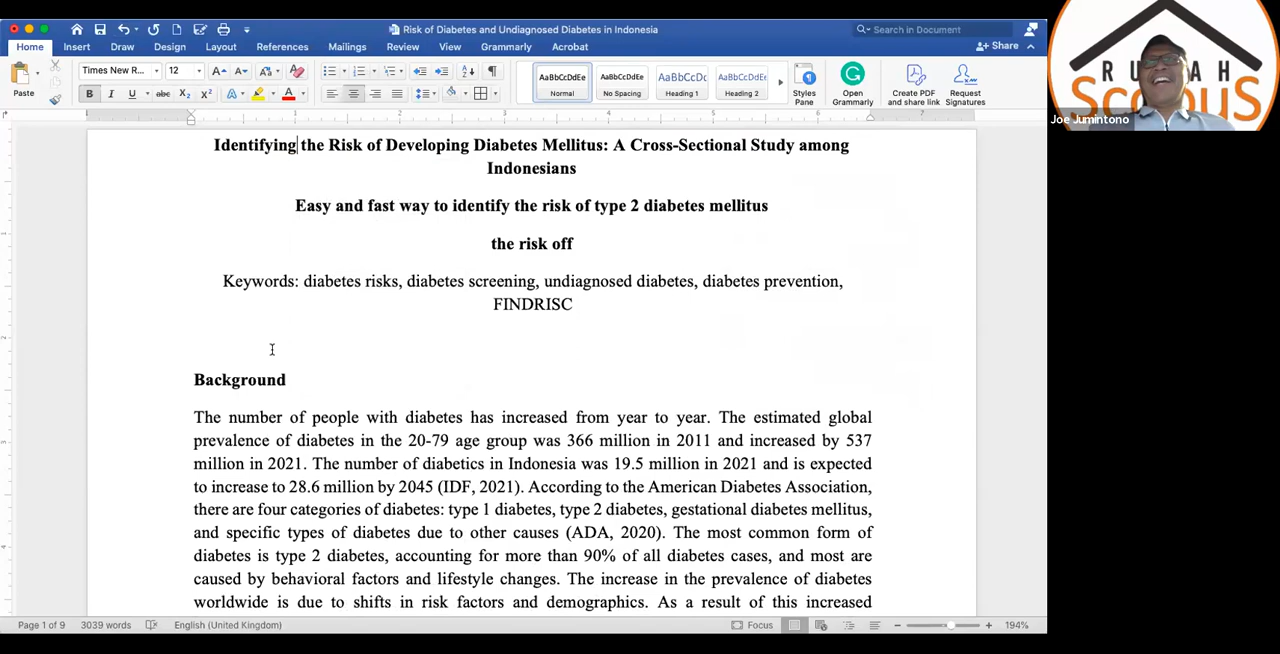 Risk of Diabetes and Undiagnosed Diabetes in Indonesia
Search in Document
Home Insert Draw Design Layout References Mailings Review View Grammarly Acrobat
Share
Paste
Times New R... 12
AaBbCcDdEe AaBbCcDdEe AaBbCcDc AaBbCcDdEe
Normal No Spacing Heading 1 Heading 2
Styles Pane
Open Grammarly
Create PDF and share link
Request Signatures
Identifying the Risk of Developing Diabetes Mellitus: A Cross-Sectional Study among
Indonesians
Easy and fast way to identify the risk of type 2 diabetes mellitus
the risk off
Keywords: diabetes risks, diabetes screening, undiagnosed diabetes, diabetes prevention,
FINDRISC
Background
The number of people with diabetes has increased from year to year. The estimated global
prevalence of diabetes in the 20-79 age group was 366 million in 2011 and increased by 537
million in 2021. The number of diabetics in Indonesia was 19.5 million in 2021 and is expected
to increase to 28.6 million by 2045 (IDF, 2021). According to the American Diabetes Association,
there are four categories of diabetes: type 1 diabetes, type 2 diabetes, gestational diabetes mellitus,
and specific types of diabetes due to other causes (ADA, 2020). The most common form of
diabetes is type 2 diabetes, accounting for more than 90% of all diabetes cases, and most are
caused by behavioral factors and lifestyle changes. The increase in the prevalence of diabetes
worldwide is due to shifts in risk factors and demographics. As a result of this increased
Page 1 of 9 3039 words English (United Kingdom) Focus 194%
Joe Jumintono